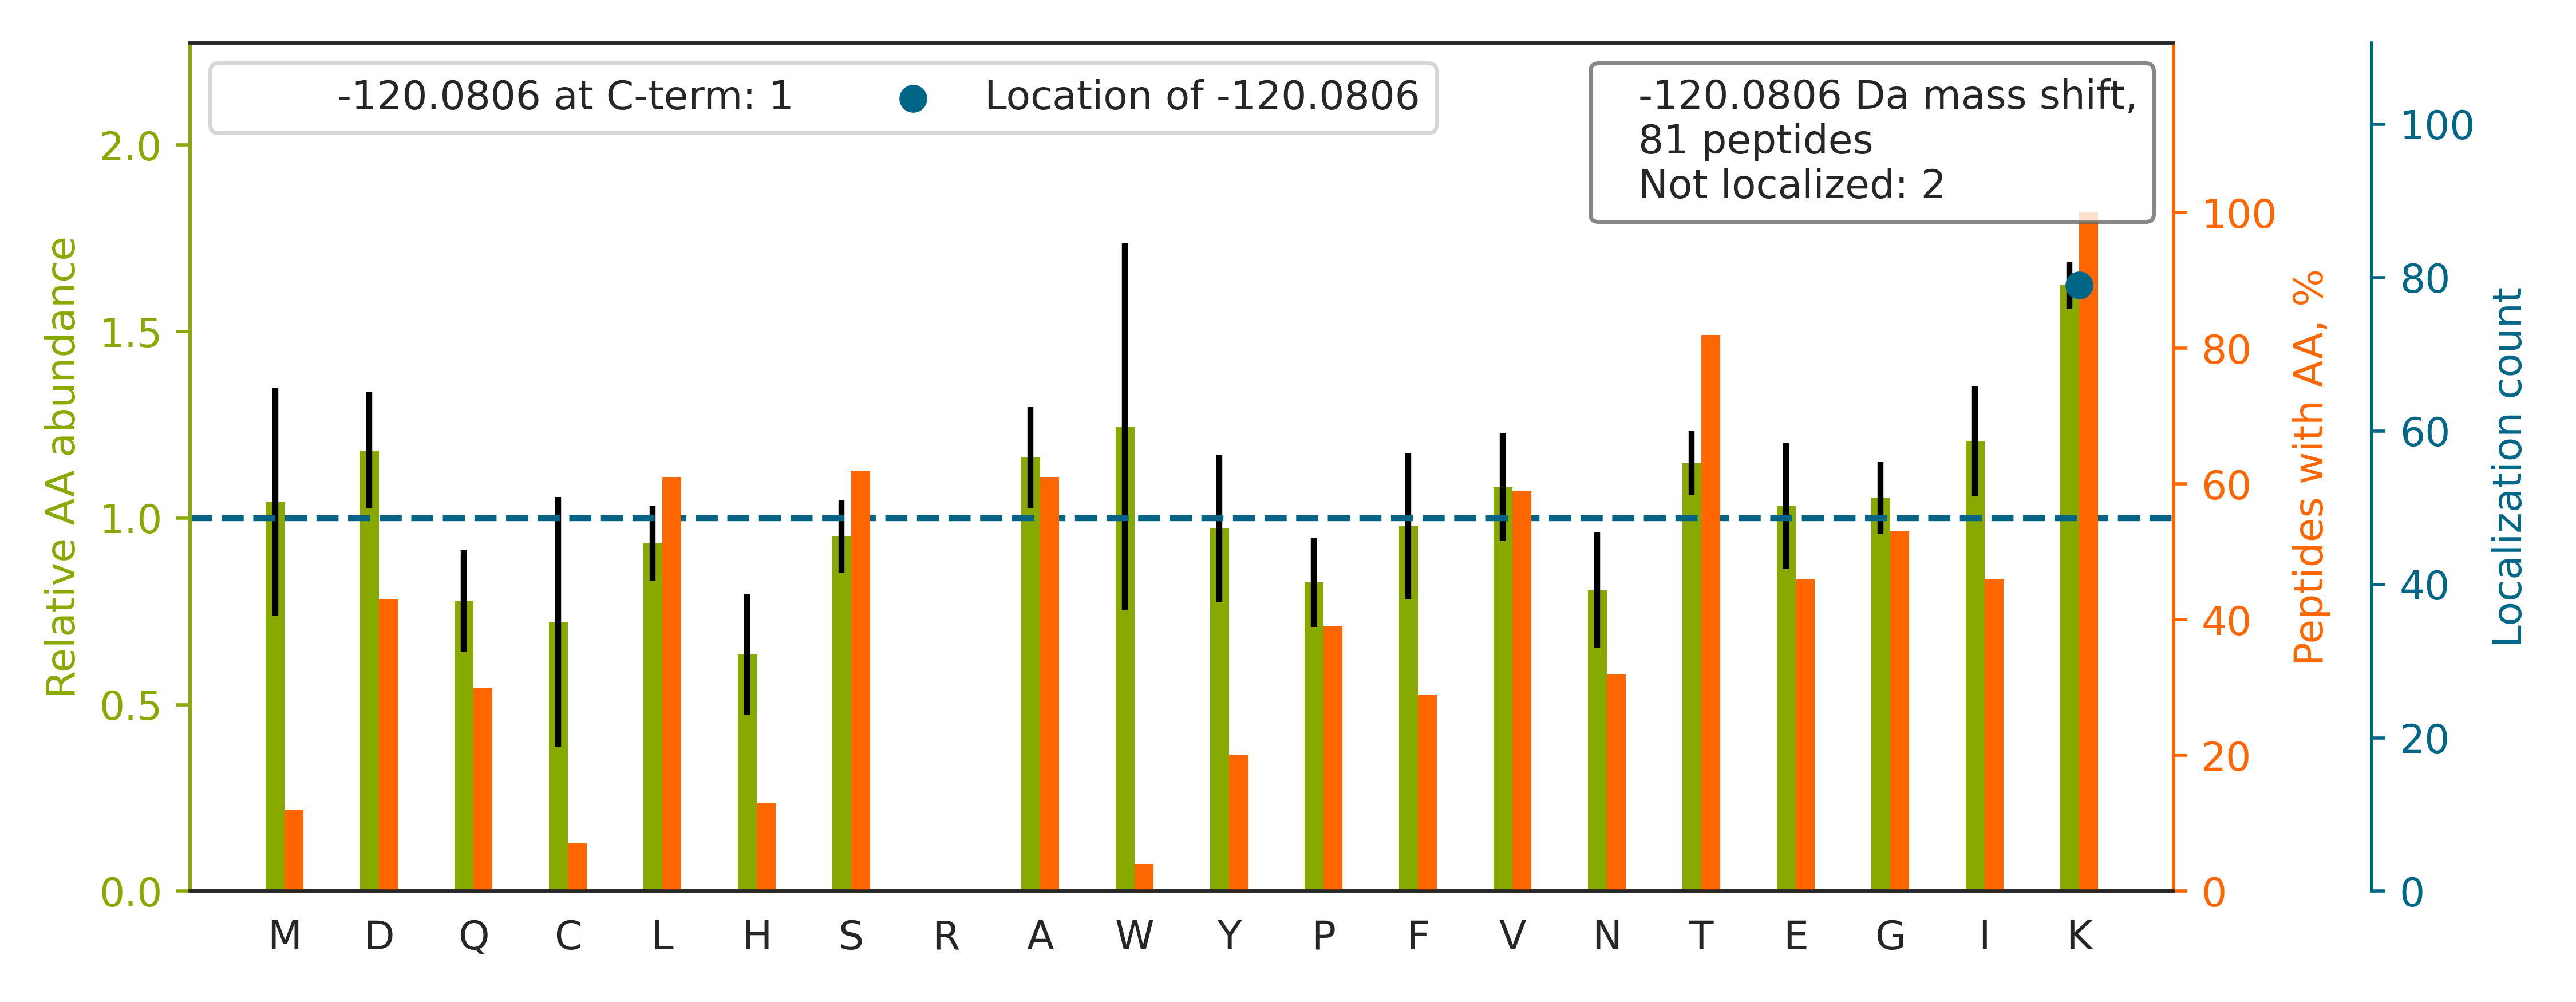 -120.0806 at C-term: 1
Location of -120.0806
-120.0806 Da mass shift,
81 peptides
Not localized: 2
Relative AA abundance
2.0
1.5
1.0
0.5
0.0
100
80
60
40
20
0
Peptides with AA, %
100
80
60
40
20
0
Localization count
M D Q C L H S R A W Y P F V N T E G I K